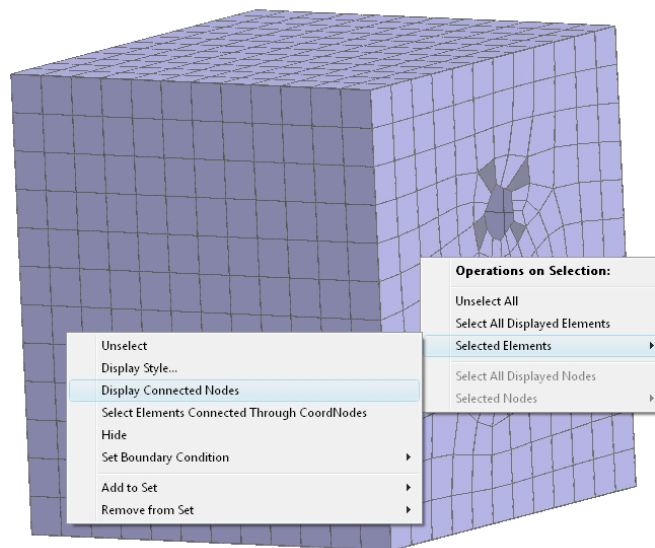 Operations on Selection:
Unselect All
Select All Displayed Elements
Selected Elements
Select All Displayed Nodes
Selected Nodes
Unselect
Display Style...
Display Connected Nodes
Select Elements Connected Through CoordNodes
Hide
Set Boundary Condition
Add to Set
Remove from Set